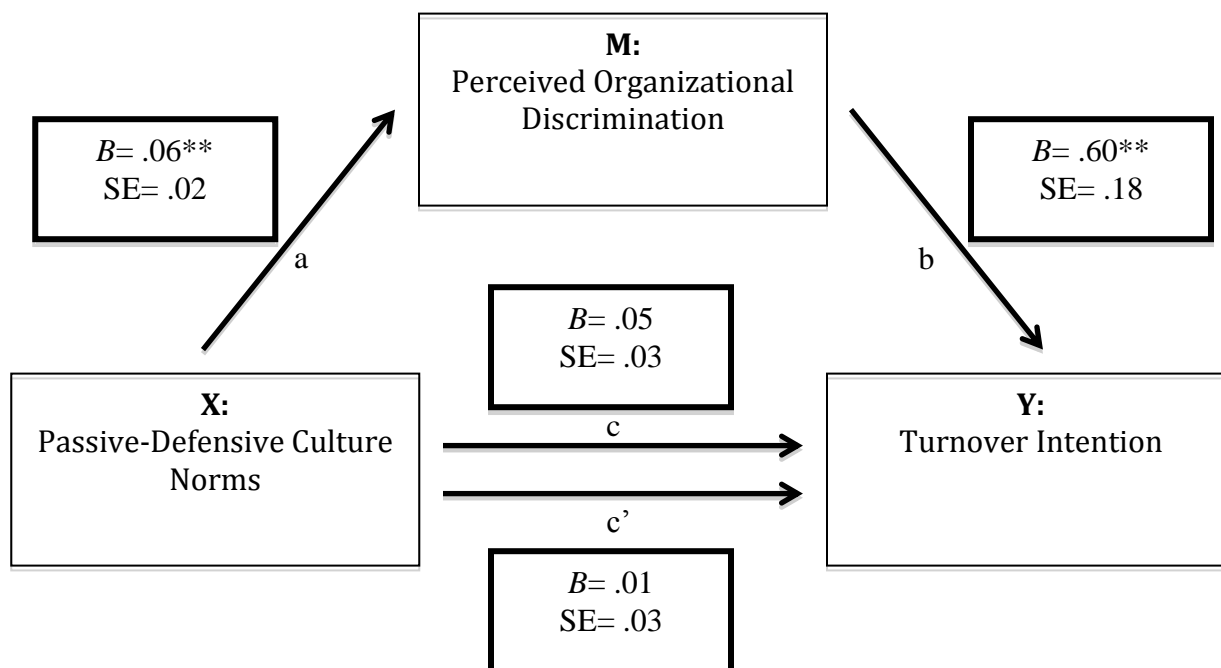 M:
Perceived Organizational
Discrimination
B= .06**
SE= .02
B= .60**
SE= .18
a
b
B= .05
SE= .03
X:
Passive-Defensive Culture
Norms
c
c’
Y:
Turnover Intention
B= .01
SE= .03